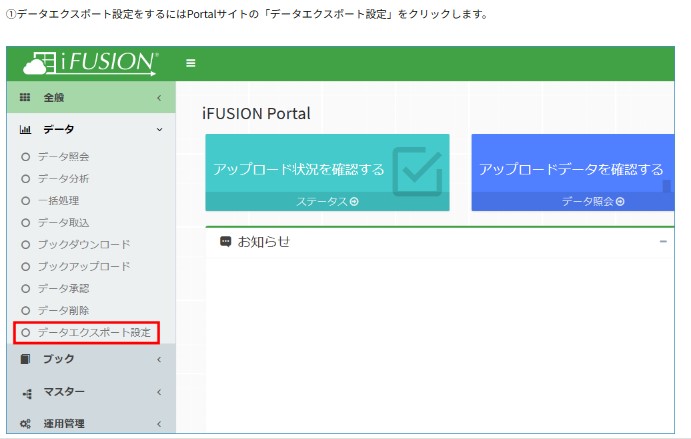 ①データエクスポート設定をするにはPortalサイトの「データエクスポート設定」をクリックします。
iFUSION®
全般
データ
データ照会
データ分析
一括処理
データ取込
ブックダウンロード
ブックアップロード
データ承認
データ削除
データエクスポート設定
ブック
マスター
運用管理
iFUSION Portal
アップロード状況を確認する
ステータス
アップロードデータを確認する
データ照会
お知らせ